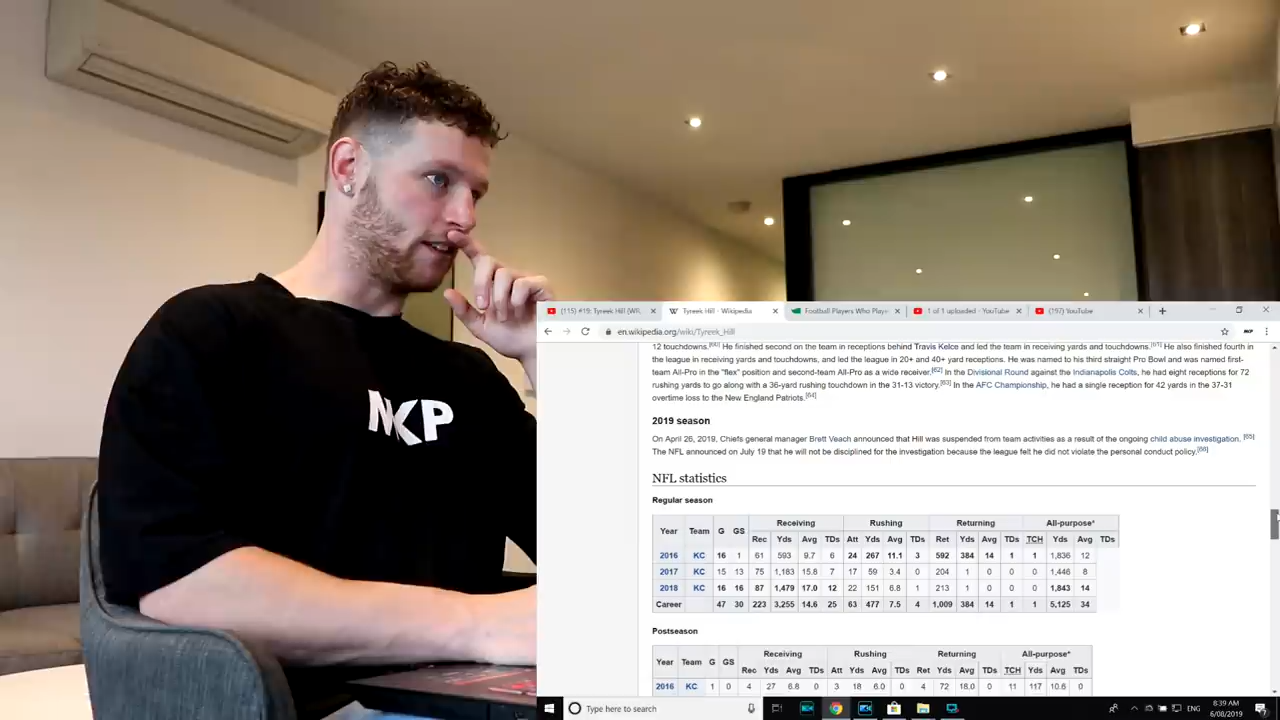 NKP
(115) #19: Tyreek Hill (WR,
Tyreek Hill - Wikipedia
Football Players Who Playe
1 of 1 uploaded - YouTube
(197) YouTube
en.wikipedia.org/wiki/Tyreek_Hill
12 touchdowns.[60] He finished second on the team in receptions behind Travis Kelce and led the team in receiving yards and touchdowns.[61] He also finished fourth in
the league in receiving yards and touchdowns, and led the league in 20+ and 40+ yard receptions. He was named to his third straight Pro Bowl and was named first-
team All-Pro in the "flex" position and second-team All-Pro as a wide receiver.[62] In the Divisional Round against the Indianapolis Colts, he had eight receptions for 72
rushing yards to go along with a 36-yard rushing touchdown in the 31-13 victory.[63] In the AFC Championship, he had a single reception for 42 yards in the 37-31
overtime loss to the New England Patriots.[64]
2019 season
On April 26, 2019, Chiefs general manager Brett Veach announced that Hill was suspended from team activities as a result of the ongoing child abuse investigation. [65]
The NFL announced on July 19 that he will not be disciplined for the investigation because the league felt he did not violate the personal conduct policy.[66]
NFL statistics
Regular season
Year Team G GS Receiving Rushing Returning All-purpose*
Rec Yds Avg TDs Att Yds Avg TDs Ret Yds Avg TDs TCH Yds Avg TDs
2016 KC 16 1 61 593 9.7 6 24 267 11.1 3 592 384 14 1 1 1,836 12
2017 KC 15 13 75 1,183 15.8 7 17 59 3.4 0 204 1 0 0 0 1,446 8
2018 KC 16 16 87 1,479 17.0 12 22 151 6.8 1 213 1 0 0 0 1,843 14
Career 47 30 223 3,255 14.6 25 63 477 7.5 4 1,009 384 14 1 1 5,125 34
Postseason
Year Team G GS Receiving Rushing Returning All-purpose*
Rec Yds Avg TDs Att Yds Avg TDs Ret Yds Avg TDs TCH Yds Avg TDs
2016 KC 1 0 4 27 6.8 0 3 18 6.0 0 4 72 18.0 0 11 117 10.6 0
Type here to search
ENG
8:39 AM
6/08/2019